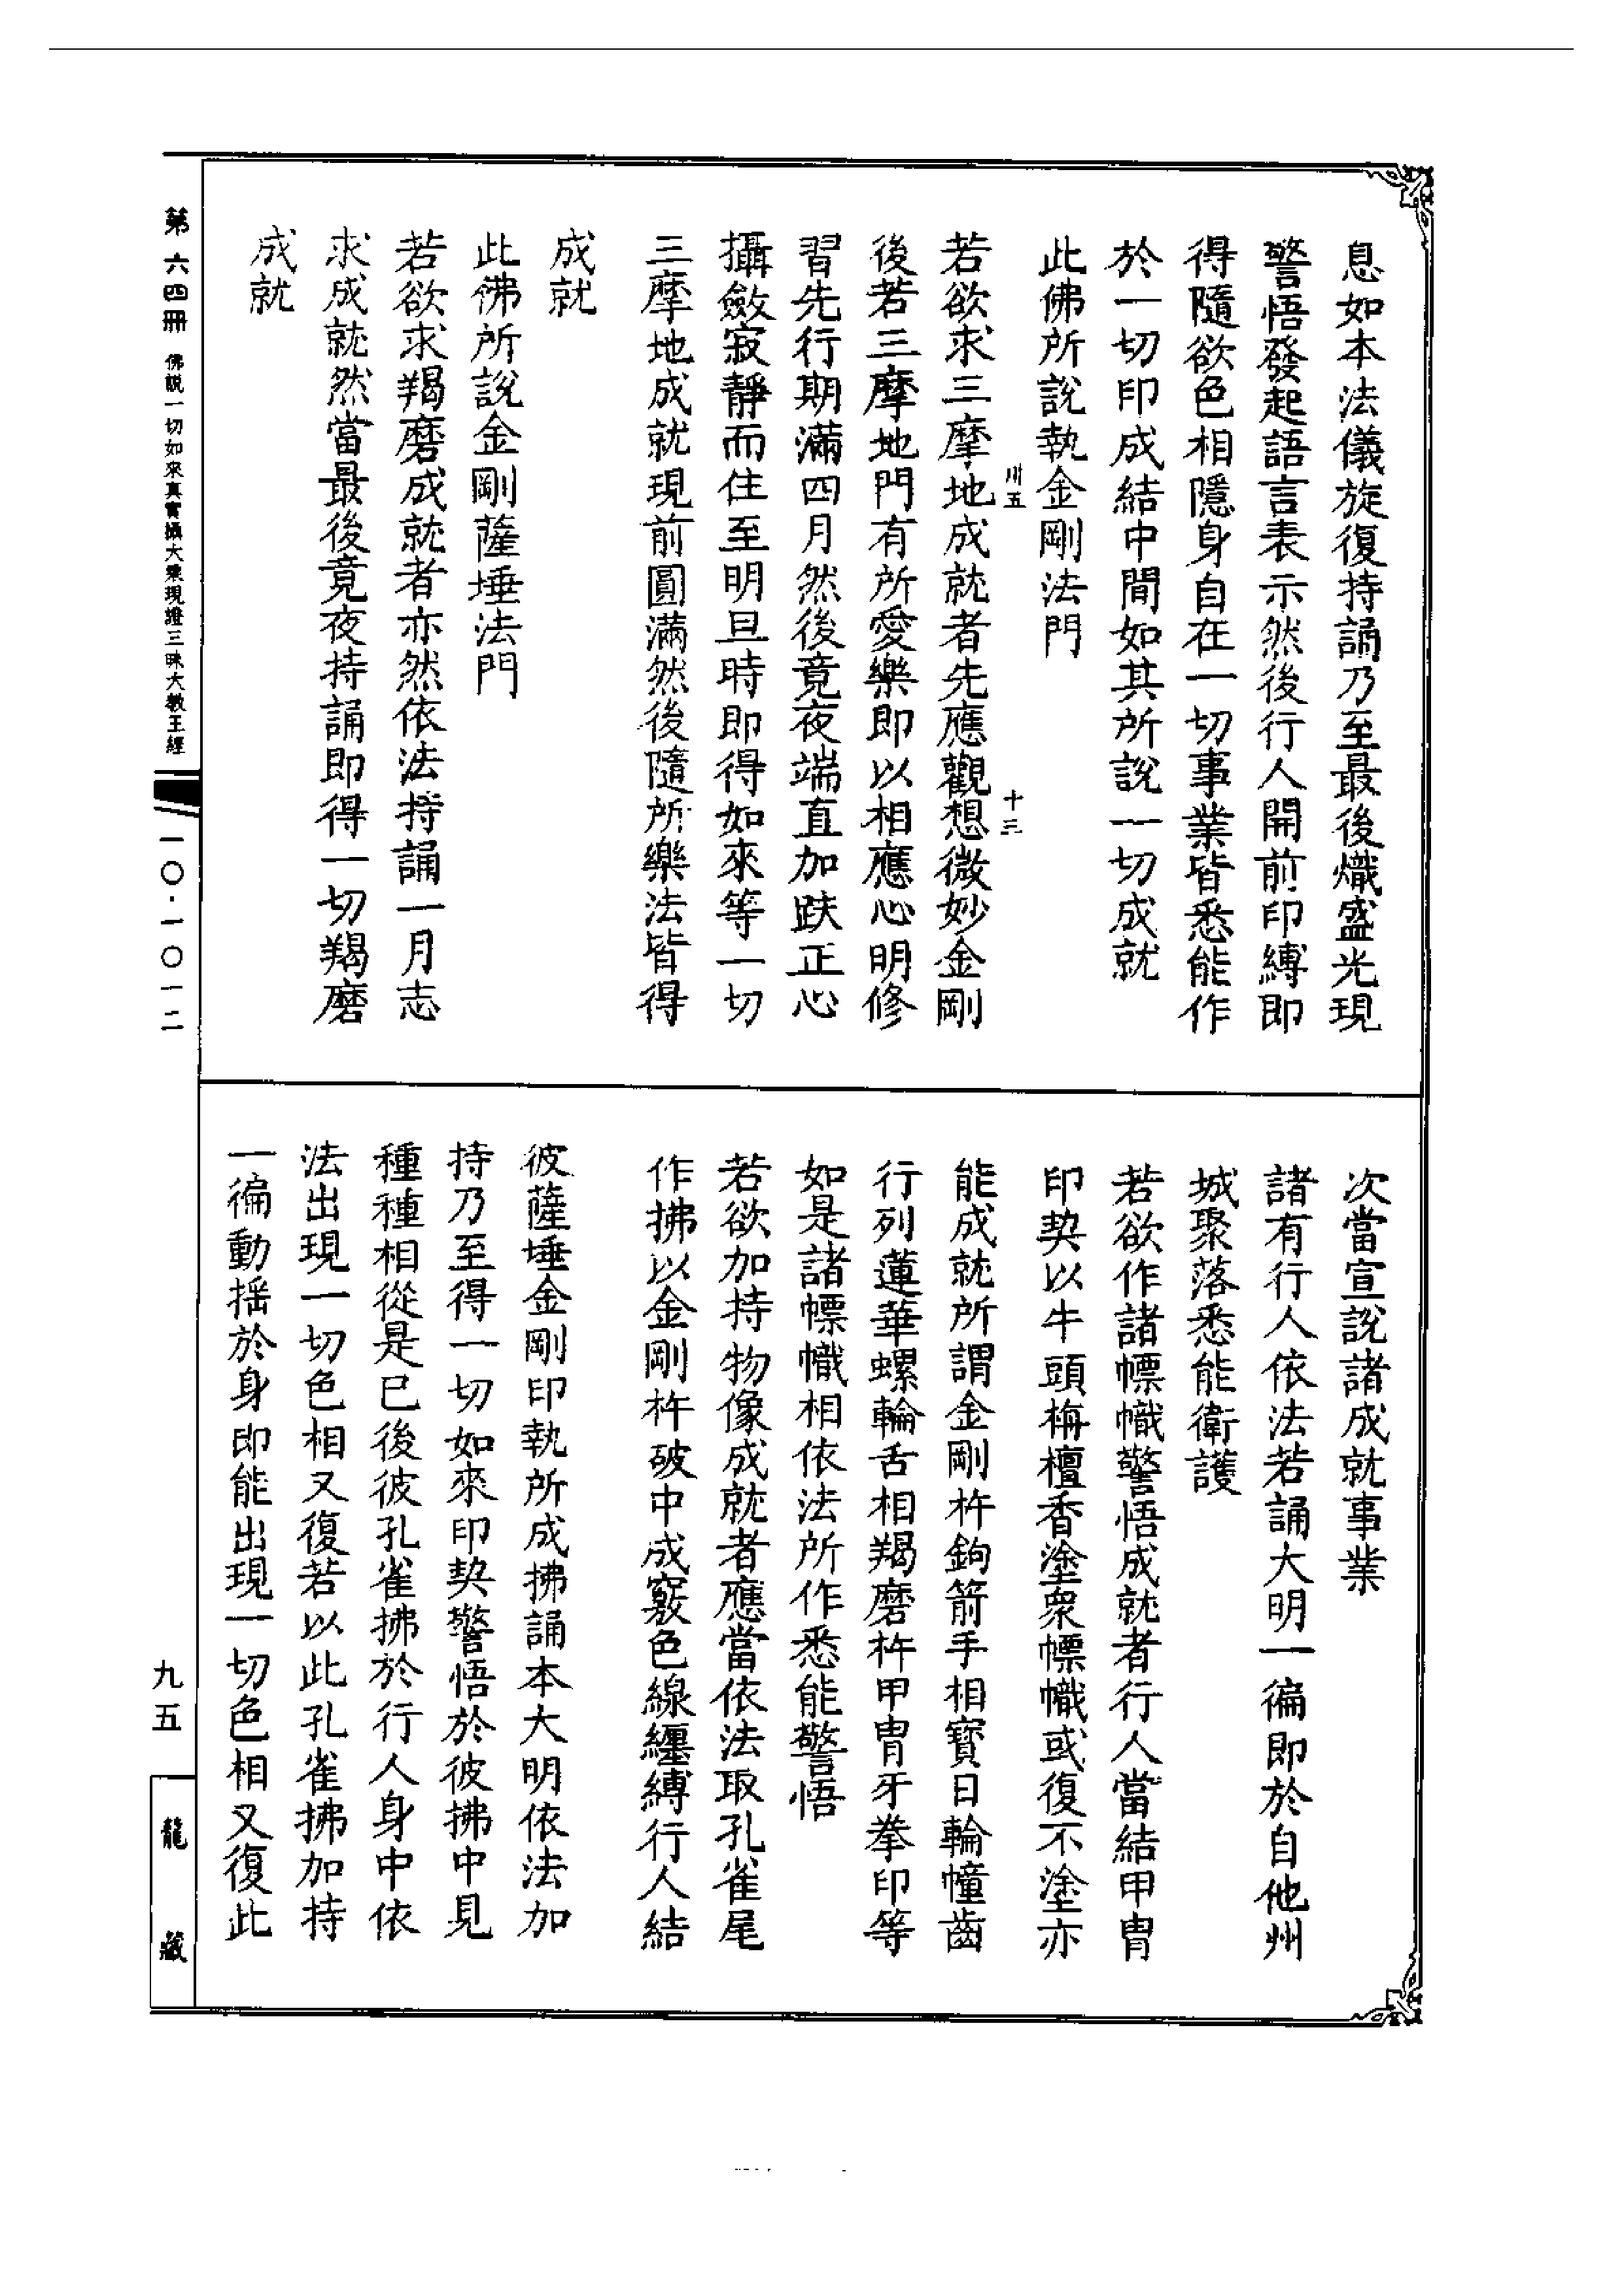 息如本法儀旋復持誦乃至最後熾盛光現
警悟發起語言表示然後行人開前印縛即
得隨欲色相隱身自在一切事業皆悉能作
於一切印成結中間如其所說一切成就
此佛所說執金剛法門
卅五 十三
若欲求三摩地成就者先應觀想微妙金剛
後若三摩地門有所愛樂即以相應心明修
習先行期滿四月然後竟夜端直加趺正心
攝斂寂靜而住至明旦時即得如來等一切
三摩地成就現前圓滿然後隨所樂法皆得
成就
此佛所說金剛薩埵法門
若欲求羯磨成就者亦然依法持誦一月志
求成就然當最後竟夜持誦即得一切羯磨
成就
次當宣說諸成就事業
諸有行人依法若誦大明一徧即於自他州
城聚落悉能衛護
若欲作諸幖幟警悟成就者行人當結甲冑
印契以牛頭栴檀香塗衆幖幟或復不塗亦
能成就所謂金剛杵鉤箭手相寶日輪幢齒
行列蓮華螺輪舌相羯磨杵甲冑牙拳印等
如是諸幖幟相依法所作悉能警悟
若欲加持物像成就者應當依法取孔雀尾
作拂以金剛杵破中成竅色線纏縛行人結
彼薩埵金剛印執所成拂誦本大明依法加
持乃至得一切如來印契警悟於彼拂中見
種種相從是已後彼孔雀拂於行人身中依
法出現一切色相又復若以此孔雀拂加持
一徧動搖於身即能出現一切色相又復此
第六四冊 佛說一切如來真實攝大乘現證三昧大教王經 一〇·一〇一二
九五
龍藏